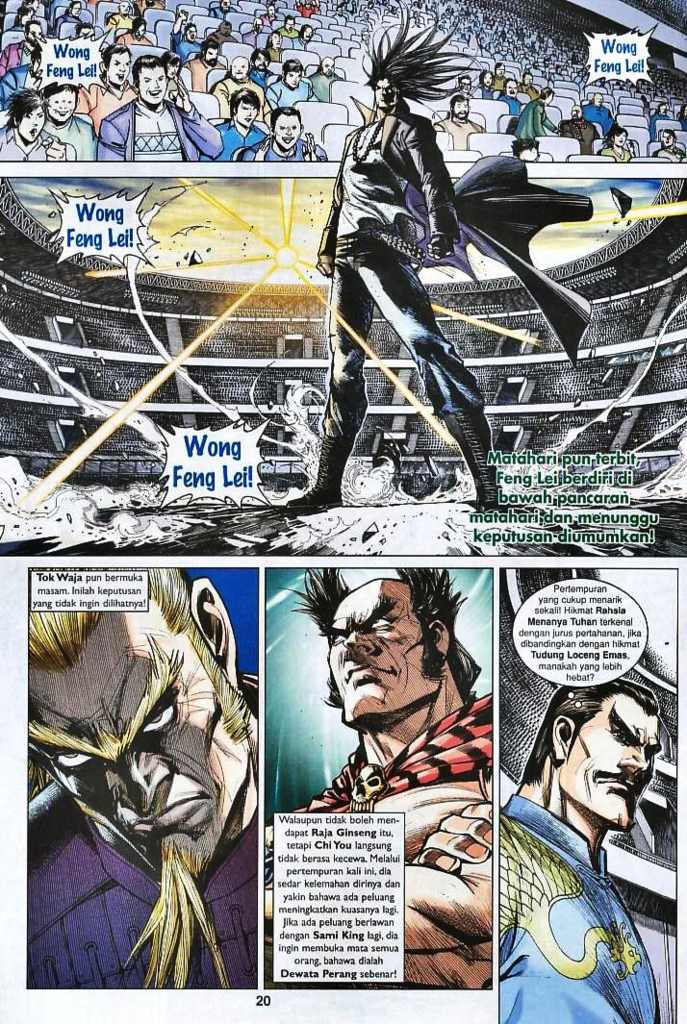 Wong
Feng Lei!
Wong
Feng Lei!
Wong
Feng Lei!
Wong
Feng Lei!
Matahari pun terbit,
Feng Lei berdiri di
bawah pancaran
matahari dan menunggu
keputusan diumumkan!
Tok Waja pun bermuka
masam. Inilah keputusan
yang tidak ingin dilihatnya!
Walaupun tidak boleh men-
dapat Raja Ginseng itu,
tetapi Chi You langsung
tidak berasa kecewa. Melalui
pertempuran kali ini, dia
sedar kelemahan dirinya dan
yakin bahawa ada peluang
meningkatkan kuasanya lagi.
Jika ada peluang berlawan
dengan Sami King lagi, dia
ingin membuka mata semua
orang, bahawa dialah
Dewata Perang sebenar!
Pertempuran
yang cukup menarik
sekali! Hikmat Rahsia
Menanya Tuhan terkenal
dengan jurus pertahanan, jika
dibandingkan dengan hikmat
Tudung Loceng Emas,
manakah yang lebih
hebat?
20